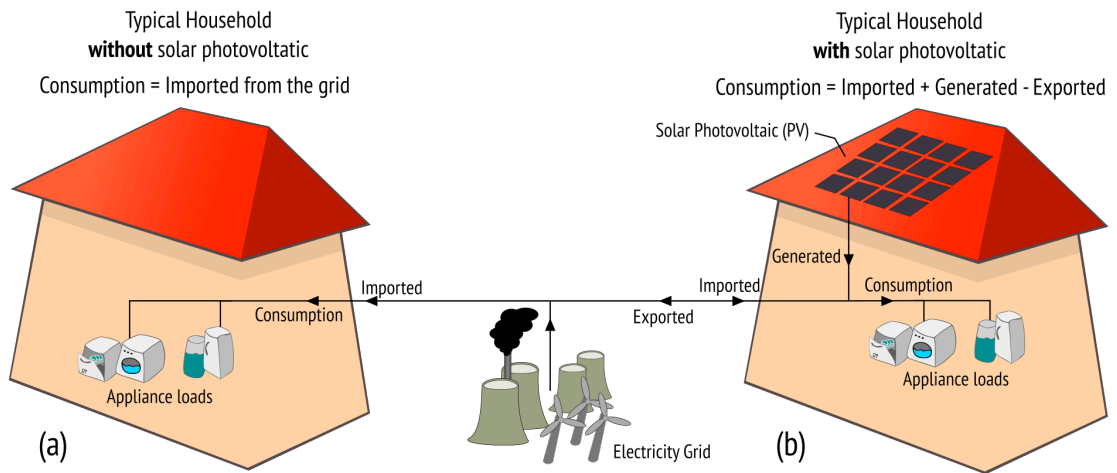 Typical Household
without solar photovoltatic
Consumption = Imported from the grid
Typical Household
with solar photovoltatic
Consumption = Imported + Generated - Exported
Solar Photovoltaic (PV)
Generated
Imported
Consumption
Imported
Exported
Consumption
Appliance loads
Appliance loads
Electricity Grid
(a)
(b)